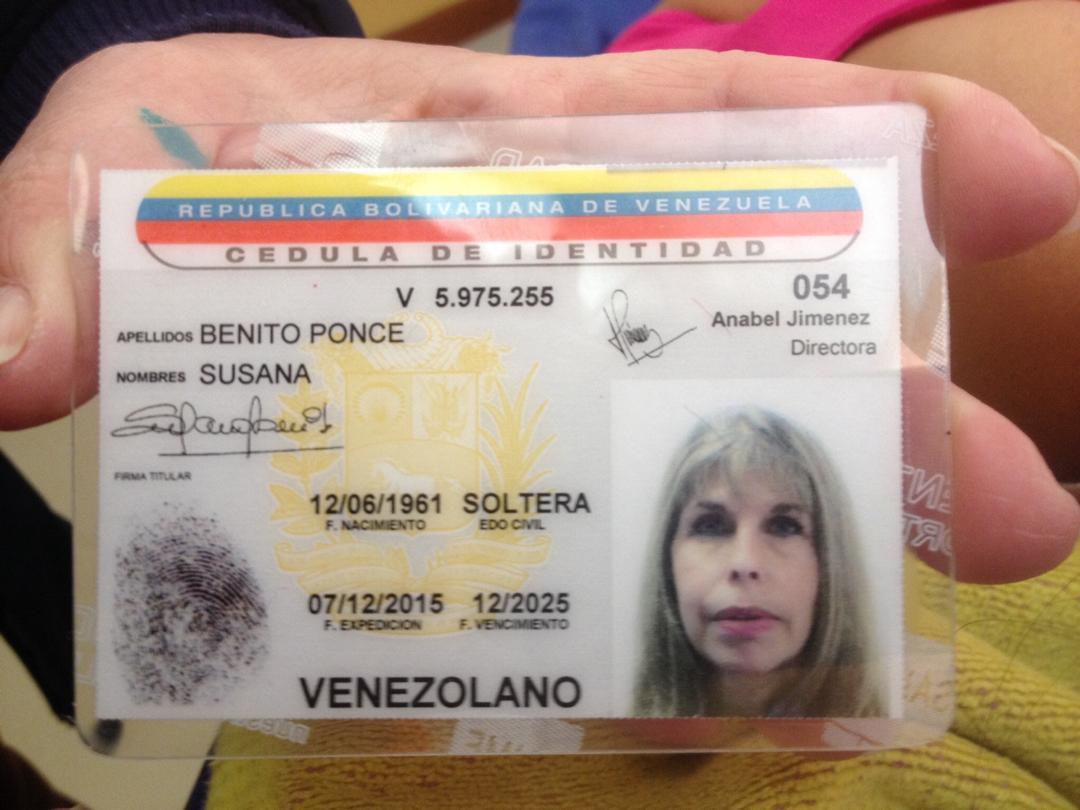 REPUBLICA BOLIVARIANA DE VENEZUELA
CEDULA DE IDENTIDAD
V 5.975.255
054
Anabel Jimenez
Directora
APELLIDOS BENITO PONCE
NOMBRES SUSANA
FIRMA TITULAR
12/06/1961 SOLTERA
F. NACIMIENTO EDO CIVIL
07/12/2015 12/2025
F. EXPEDICION F. VENCIMIENTO
VENEZOLANO